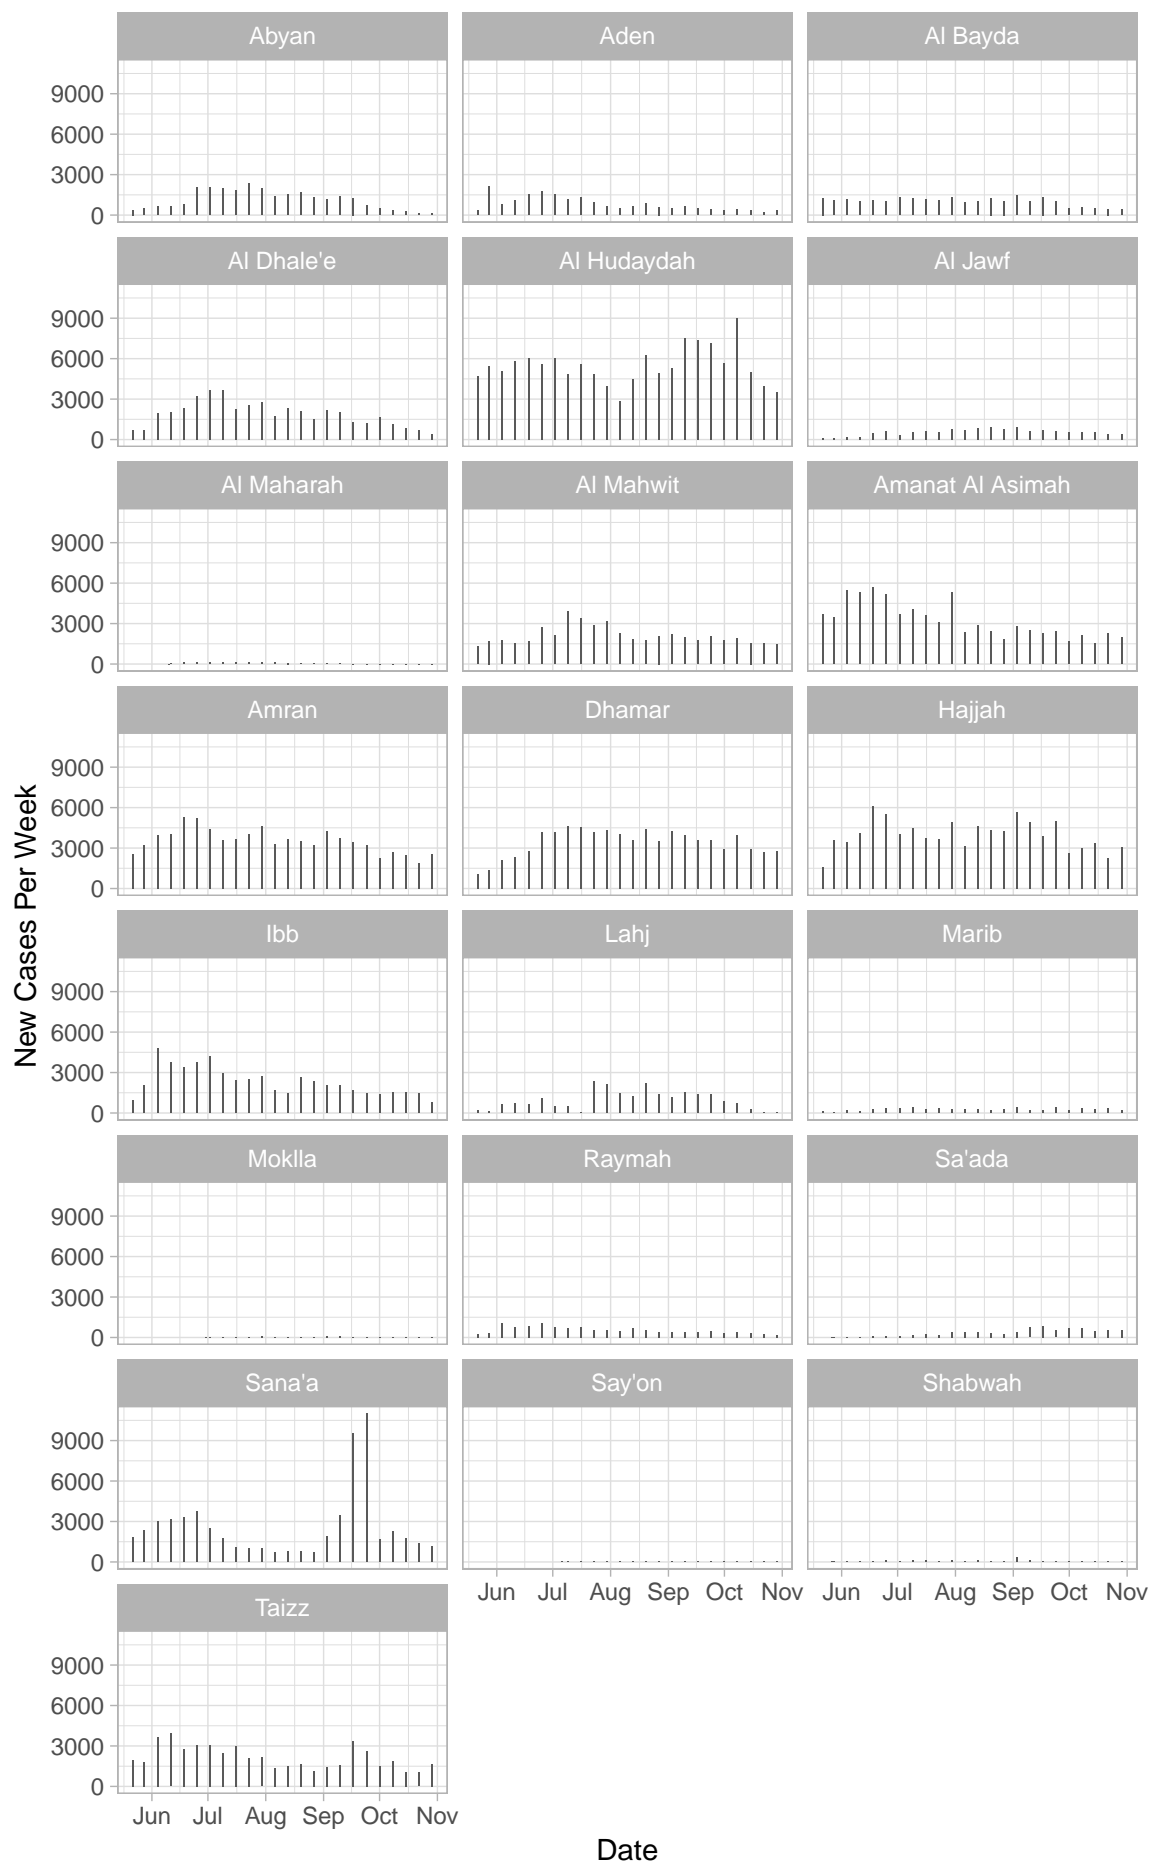 Abyan
Aden
Al Bayda
9000
6000
3000
0
Al Dhale'e
Al Hudaydah
Al Jawf
9000
6000
3000
0
Al Maharah
Al Mahwit
Amanat Al Asimah
9000
6000
3000
0
Amran
Dhamar
Hajjah
9000
6000
3000
0
New Cases Per Week
Ibb
Lahj
Marib
9000
6000
3000
0
Moklla
Raymah
Sa'ada
9000
6000
3000
0
Sana'a
Say'on
Shabwah
9000
6000
3000
0
Jun Jul Aug Sep Oct Nov
Jun Jul Aug Sep Oct Nov
Taizz
9000
6000
3000
0
Jun Jul Aug Sep Oct Nov
Date